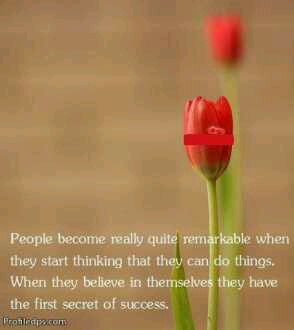 People become really quite remarkable when
they start thinking that they can do things.
When they believe in themselves they have
the first secret of success.
Profiledps.com